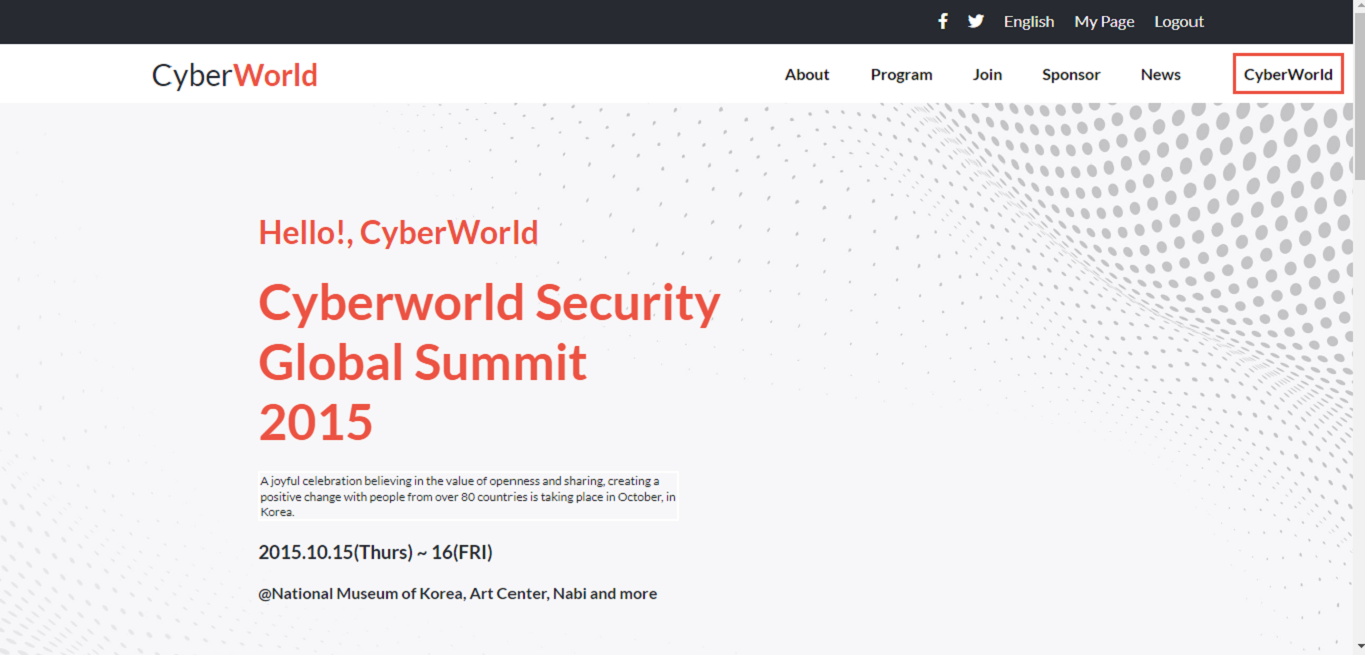 English My Page Logout
CyberWorld
About Program Join Sponsor News CyberWorld
Hello!, CyberWorld
Cyberworld Security
Global Summit
2015
A joyful celebration believing in the value of openness and sharing, creating a
positive change with people from over 80 countries is taking place in October, in
Korea.
2015.10.15(Thurs) ~ 16(FRI)
@National Museum of Korea, Art Center, Nabi and more